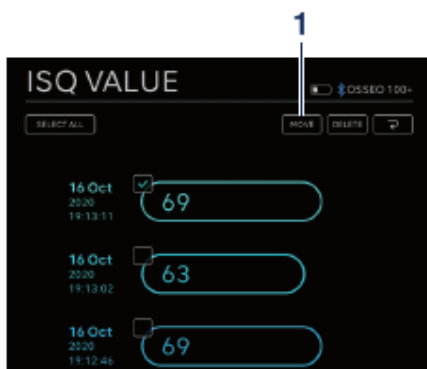 1
ISQ VALUE
OSSEO 100+
SELECT ALL
MOVE DELETE
16 Oct
2020
19:13:11
69
16 Oct
2020
19:13:02
63
16 Oct
2020
19:12:46
69